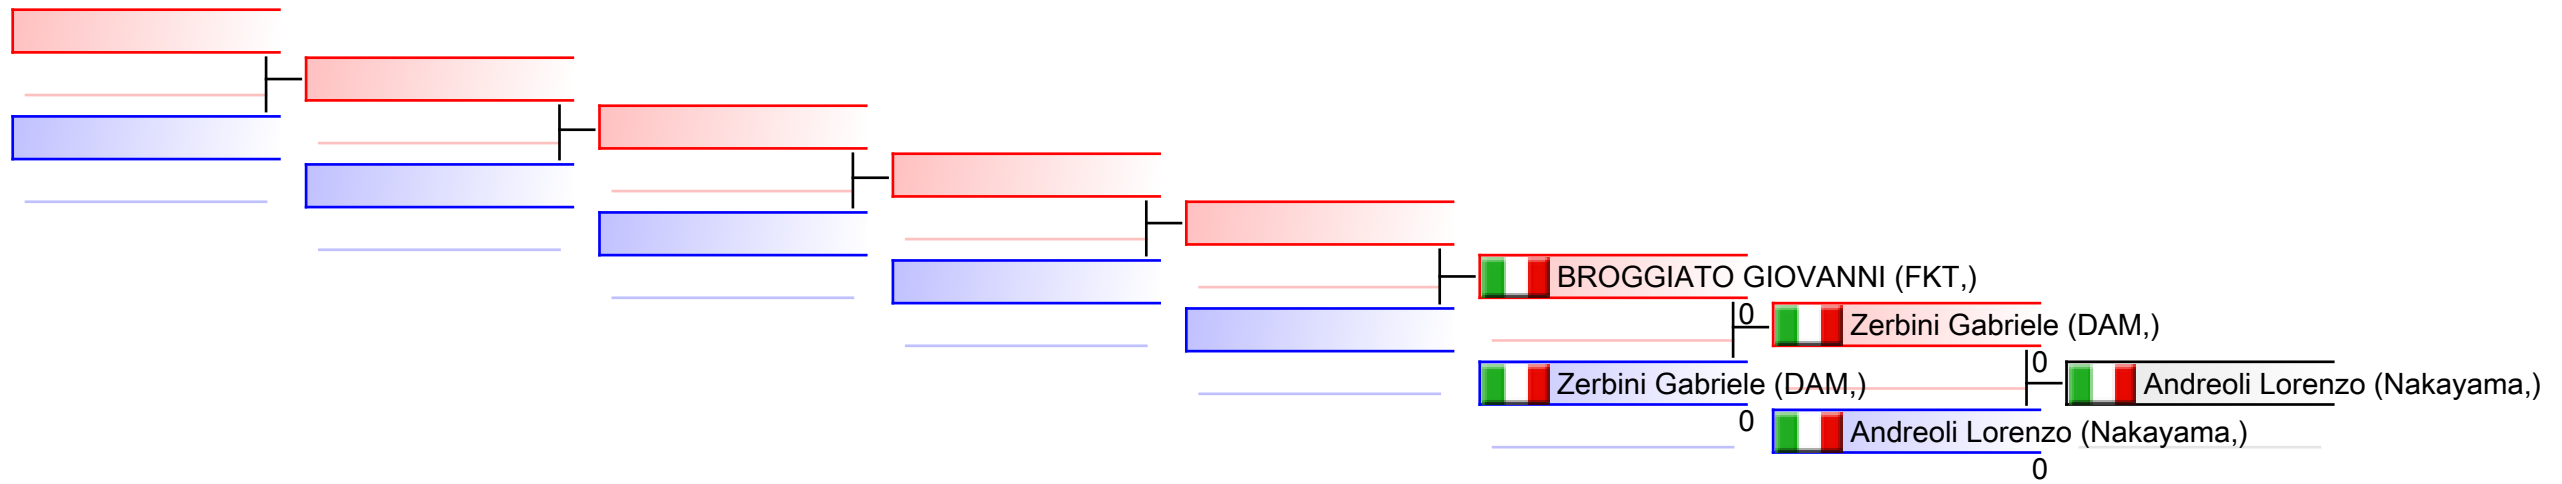 BROGGIATO GIOVANNI (FKT,)
0
Zerbini Gabriele (DAM,)
0
Zerbini Gabriele (DAM,)
Andreoli Lorenzo (Nakayama,)
0
Andreoli Lorenzo (Nakayama,)
0